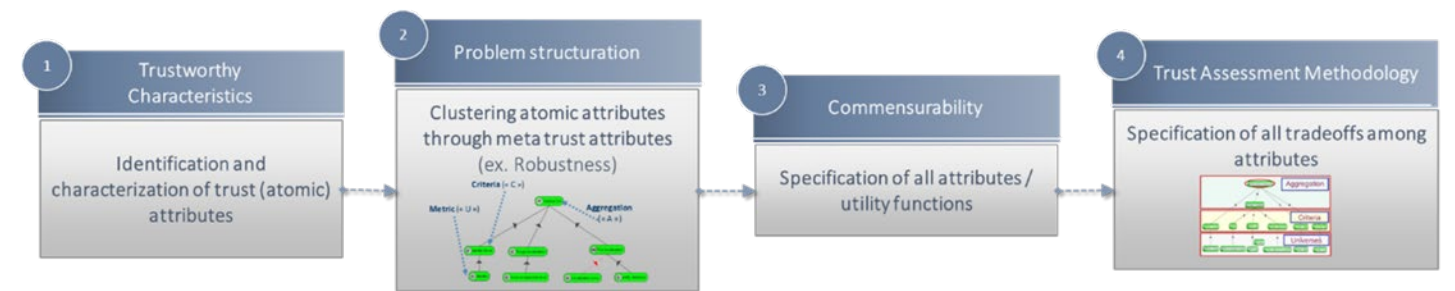 1
Trustworthy
Characteristics
Identification and
characterization of trust (atomic)
attributes
2
Problem structuration
Clustering atomic attributes
through meta trust attributes
(ex. Robustness)
Criteria (« C »)
Metric (« U »)
Aggregation
(« A »)
3
Commensurability
Specification of all attributes /
utility functions
4
Trust Assessment Methodology
Specification of all tradeoffs among
attributes
Aggregation
Criteria
Universes